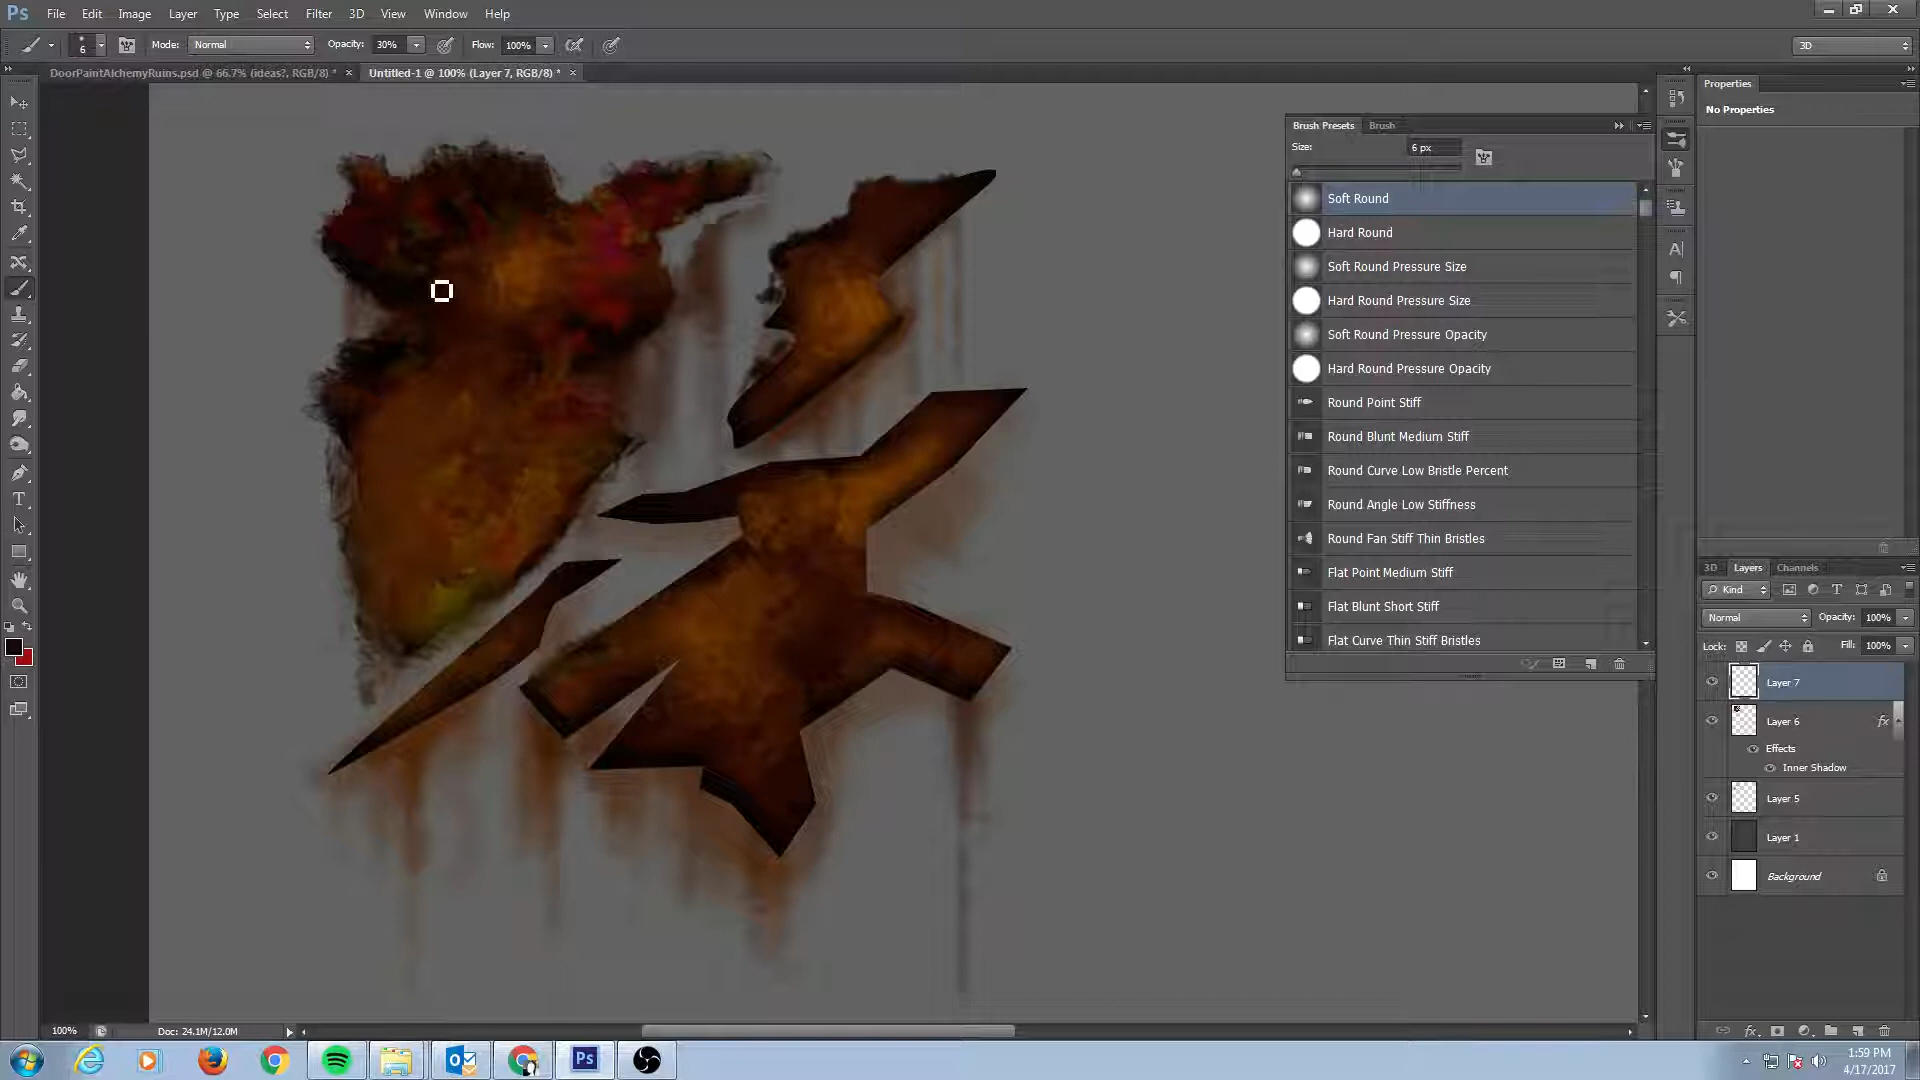 Ps File Edit Image Layer Type Select Filter 3D View Window Help
6 Mode: Normal Opacity: 30% Flow: 100% 3D
DoorPaintAlchemyRuins.psd @ 66.7% (ideas?, RGB/8) * × Untitled-1 @ 100% (Layer 7, RGB/8) * ×
Properties
No Properties
Brush Presets Brush
Size: 6 px
Soft Round
Hard Round
Soft Round Pressure Size
Hard Round Pressure Size
Soft Round Pressure Opacity
Hard Round Pressure Opacity
Round Point Stiff
Round Blunt Medium Stiff
Round Curve Low Bristle Percent
Round Angle Low Stiffness
Round Fan Stiff Thin Bristles
Flat Point Medium Stiff
Flat Blunt Short Stiff
Flat Curve Thin Stiff Bristles
3D Layers Channels
Kind
Normal Opacity: 100%
Lock: Fill: 100%
Layer 7
Layer 6 fx
Effects
Inner Shadow
Layer 5
Layer 1
Background
100% Doc: 24.1M/12.0M
Ps
1:59 PM
4/17/2017